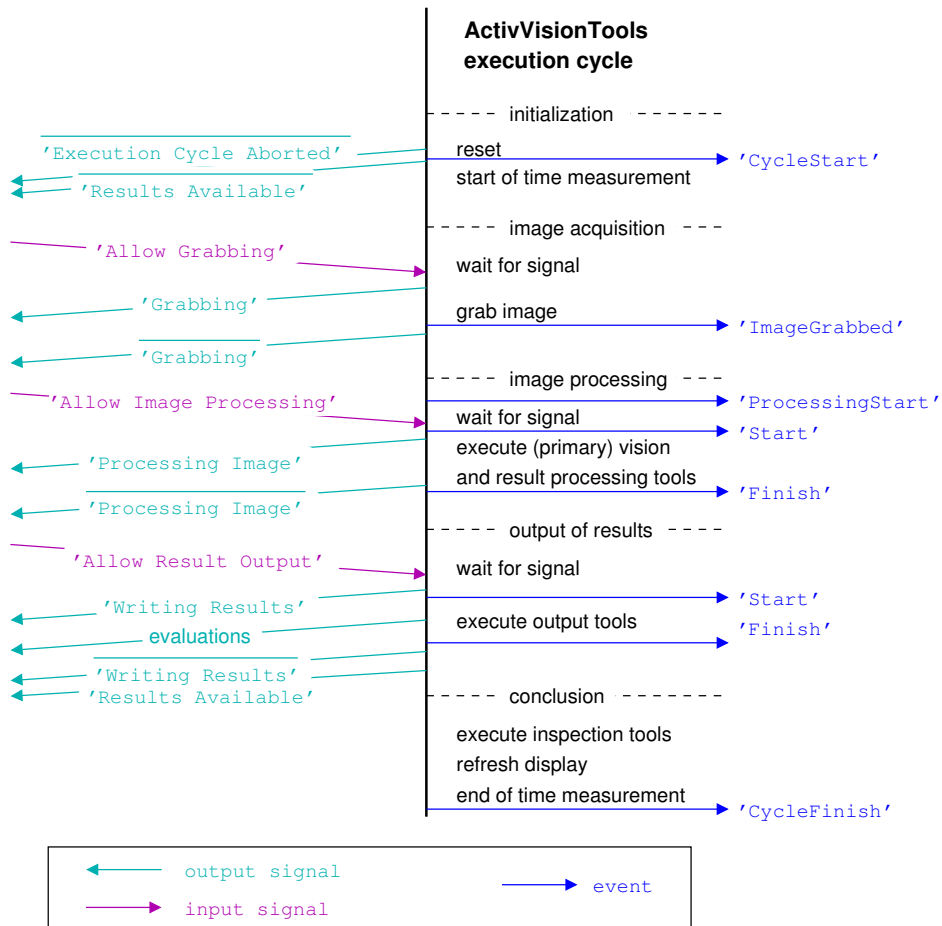 ActivVisionTools
execution cycle
initialization
'Execution Cycle Aborted'
reset
'CycleStart'
'Results Available'
start of time measurement
image acquisition
'Allow Grabbing'
wait for signal
'Grabbing'
grab image
'ImageGrabbed'
'Grabbing'
image processing
'Allow Image Processing'
'ProcessingStart'
wait for signal
'Start'
'Processing Image'
execute (primary) vision
and result processing tools
'Finish'
'Processing Image'
output of results
'Allow Result Output'
wait for signal
'Writing Results'
'Start'
evaluations
execute output tools
'Finish'
'Writing Results'
'Results Available'
conclusion
execute inspection tools
refresh display
end of time measurement
'CycleFinish'
output signal
event
input signal